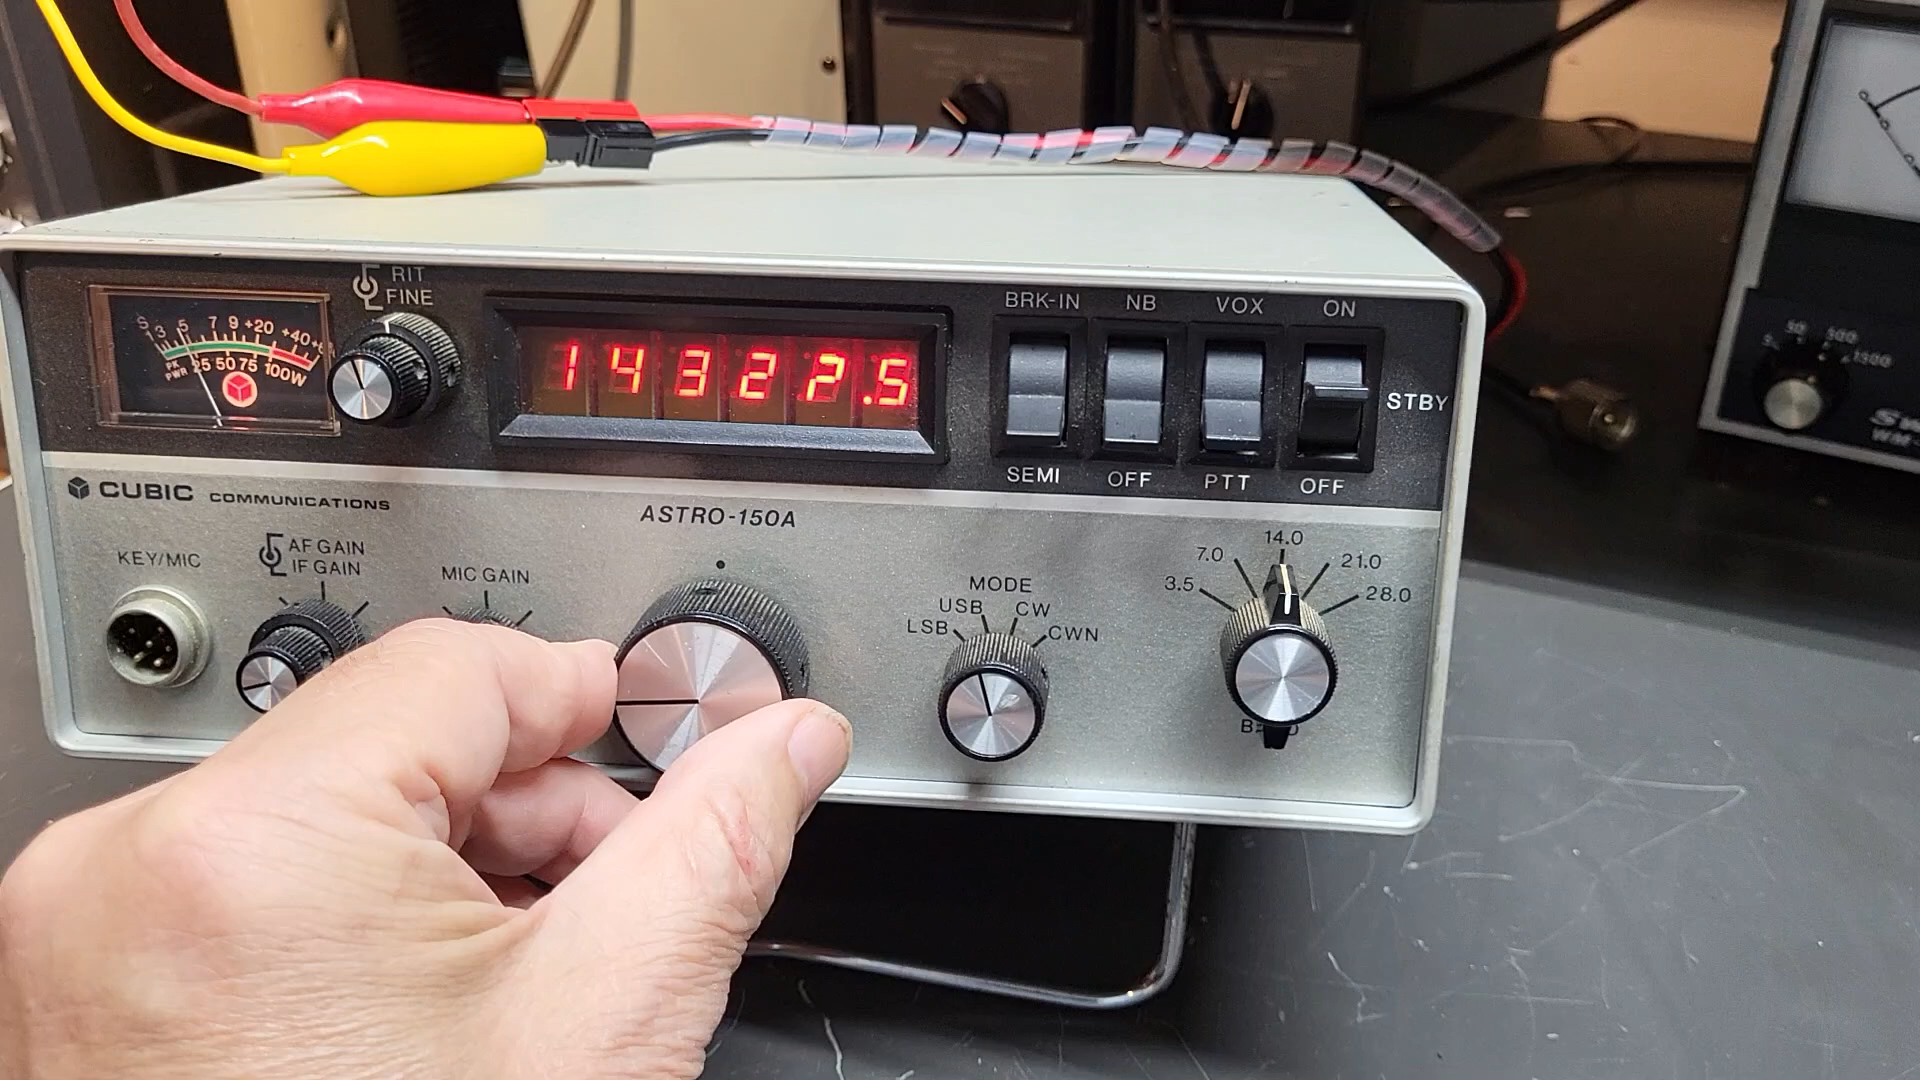 RIT
FINE
S 1 3 5 7 9 +20 +40
PK
PWR 25 50 75 100W
14322.5
BRK-IN NB VOX ON
STBY
SEMI OFF PTT OFF
CUBIC COMMUNICATIONS
ASTRO-150A
KEY/MIC
AF GAIN
IF GAIN
MIC GAIN
MODE
LSB USB CW CWN
3.5 7.0 14.0 21.0 28.0
50 500
1500